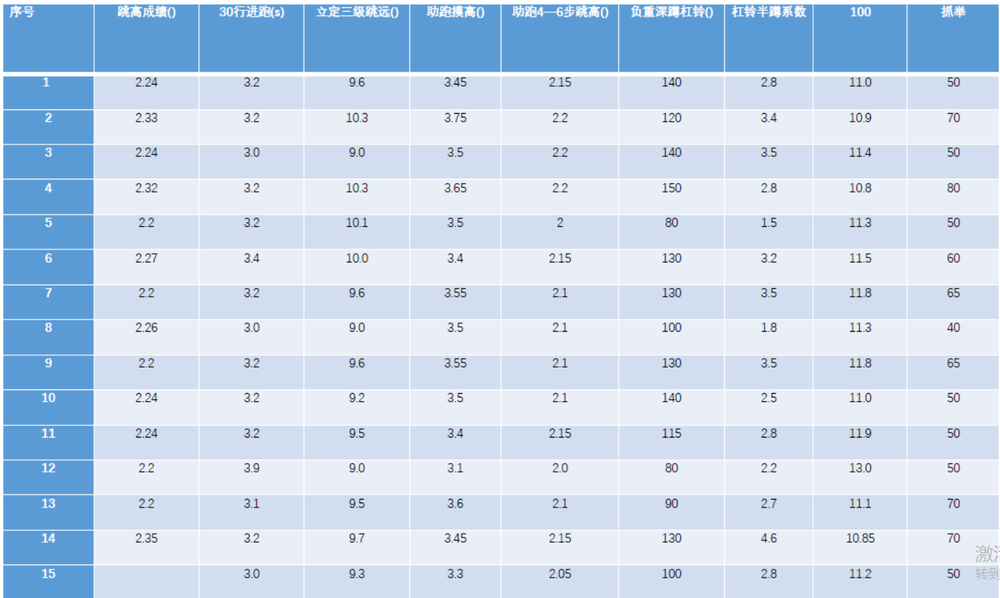 序号 跳高成绩() 30行进跑(s) 立定三级跳远() 助跑摸高() 助跑4—6步跳高() 负重深蹲杠铃() 杠铃半蹲系数 100 抓举
1 2.24 3.2 9.6 3.45 2.15 140 2.8 11.0 50
2 2.33 3.2 10.3 3.75 2.2 120 3.4 10.9 70
3 2.24 3.0 9.0 3.5 2.2 140 3.5 11.4 50
4 2.32 3.2 10.3 3.65 2.2 150 2.8 10.8 80
5 2.2 3.2 10.1 3.5 2 80 1.5 11.3 50
6 2.27 3.4 10.0 3.4 2.15 130 3.2 11.5 60
7 2.2 3.2 9.6 3.55 2.1 130 3.5 11.8 65
8 2.26 3.0 9.0 3.5 2.1 100 1.8 11.3 40
9 2.2 3.2 9.6 3.55 2.1 130 3.5 11.8 65
10 2.24 3.2 9.2 3.5 2.1 140 2.5 11.0 50
11 2.24 3.2 9.5 3.4 2.15 115 2.8 11.9 50
12 2.2 3.9 9.0 3.1 2.0 80 2.2 13.0 50
13 2.2 3.1 9.5 3.6 2.1 90 2.7 11.1 70
14 2.35 3.2 9.7 3.45 2.15 130 4.6 10.85 70
15 3.0 9.3 3.3 2.05 100 2.8 11.2 50
激
转到